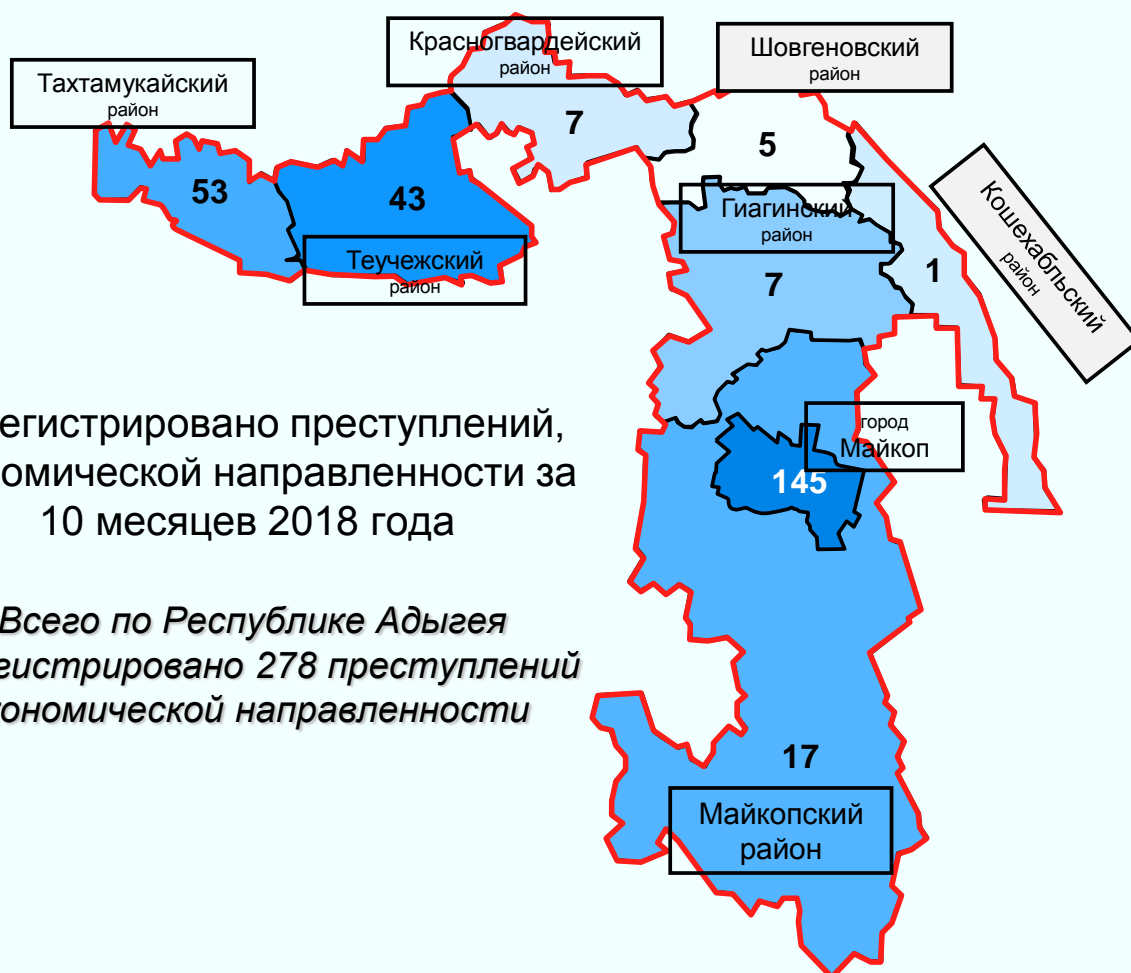 Красногвардейский
район
Шовгеновский
район
Тахтамукайский
район
7
5
53
43
Гиагинский
район
Кошехабльский
район
Теучежский
район
7
1
егистрировано преступлений,
омической направленности за
10 месяцев 2018 года
город
Майкоп
145
Всего по Республике Адыгея
гистрировано 278 преступлений
ономической направленности
17
Майкопский
район